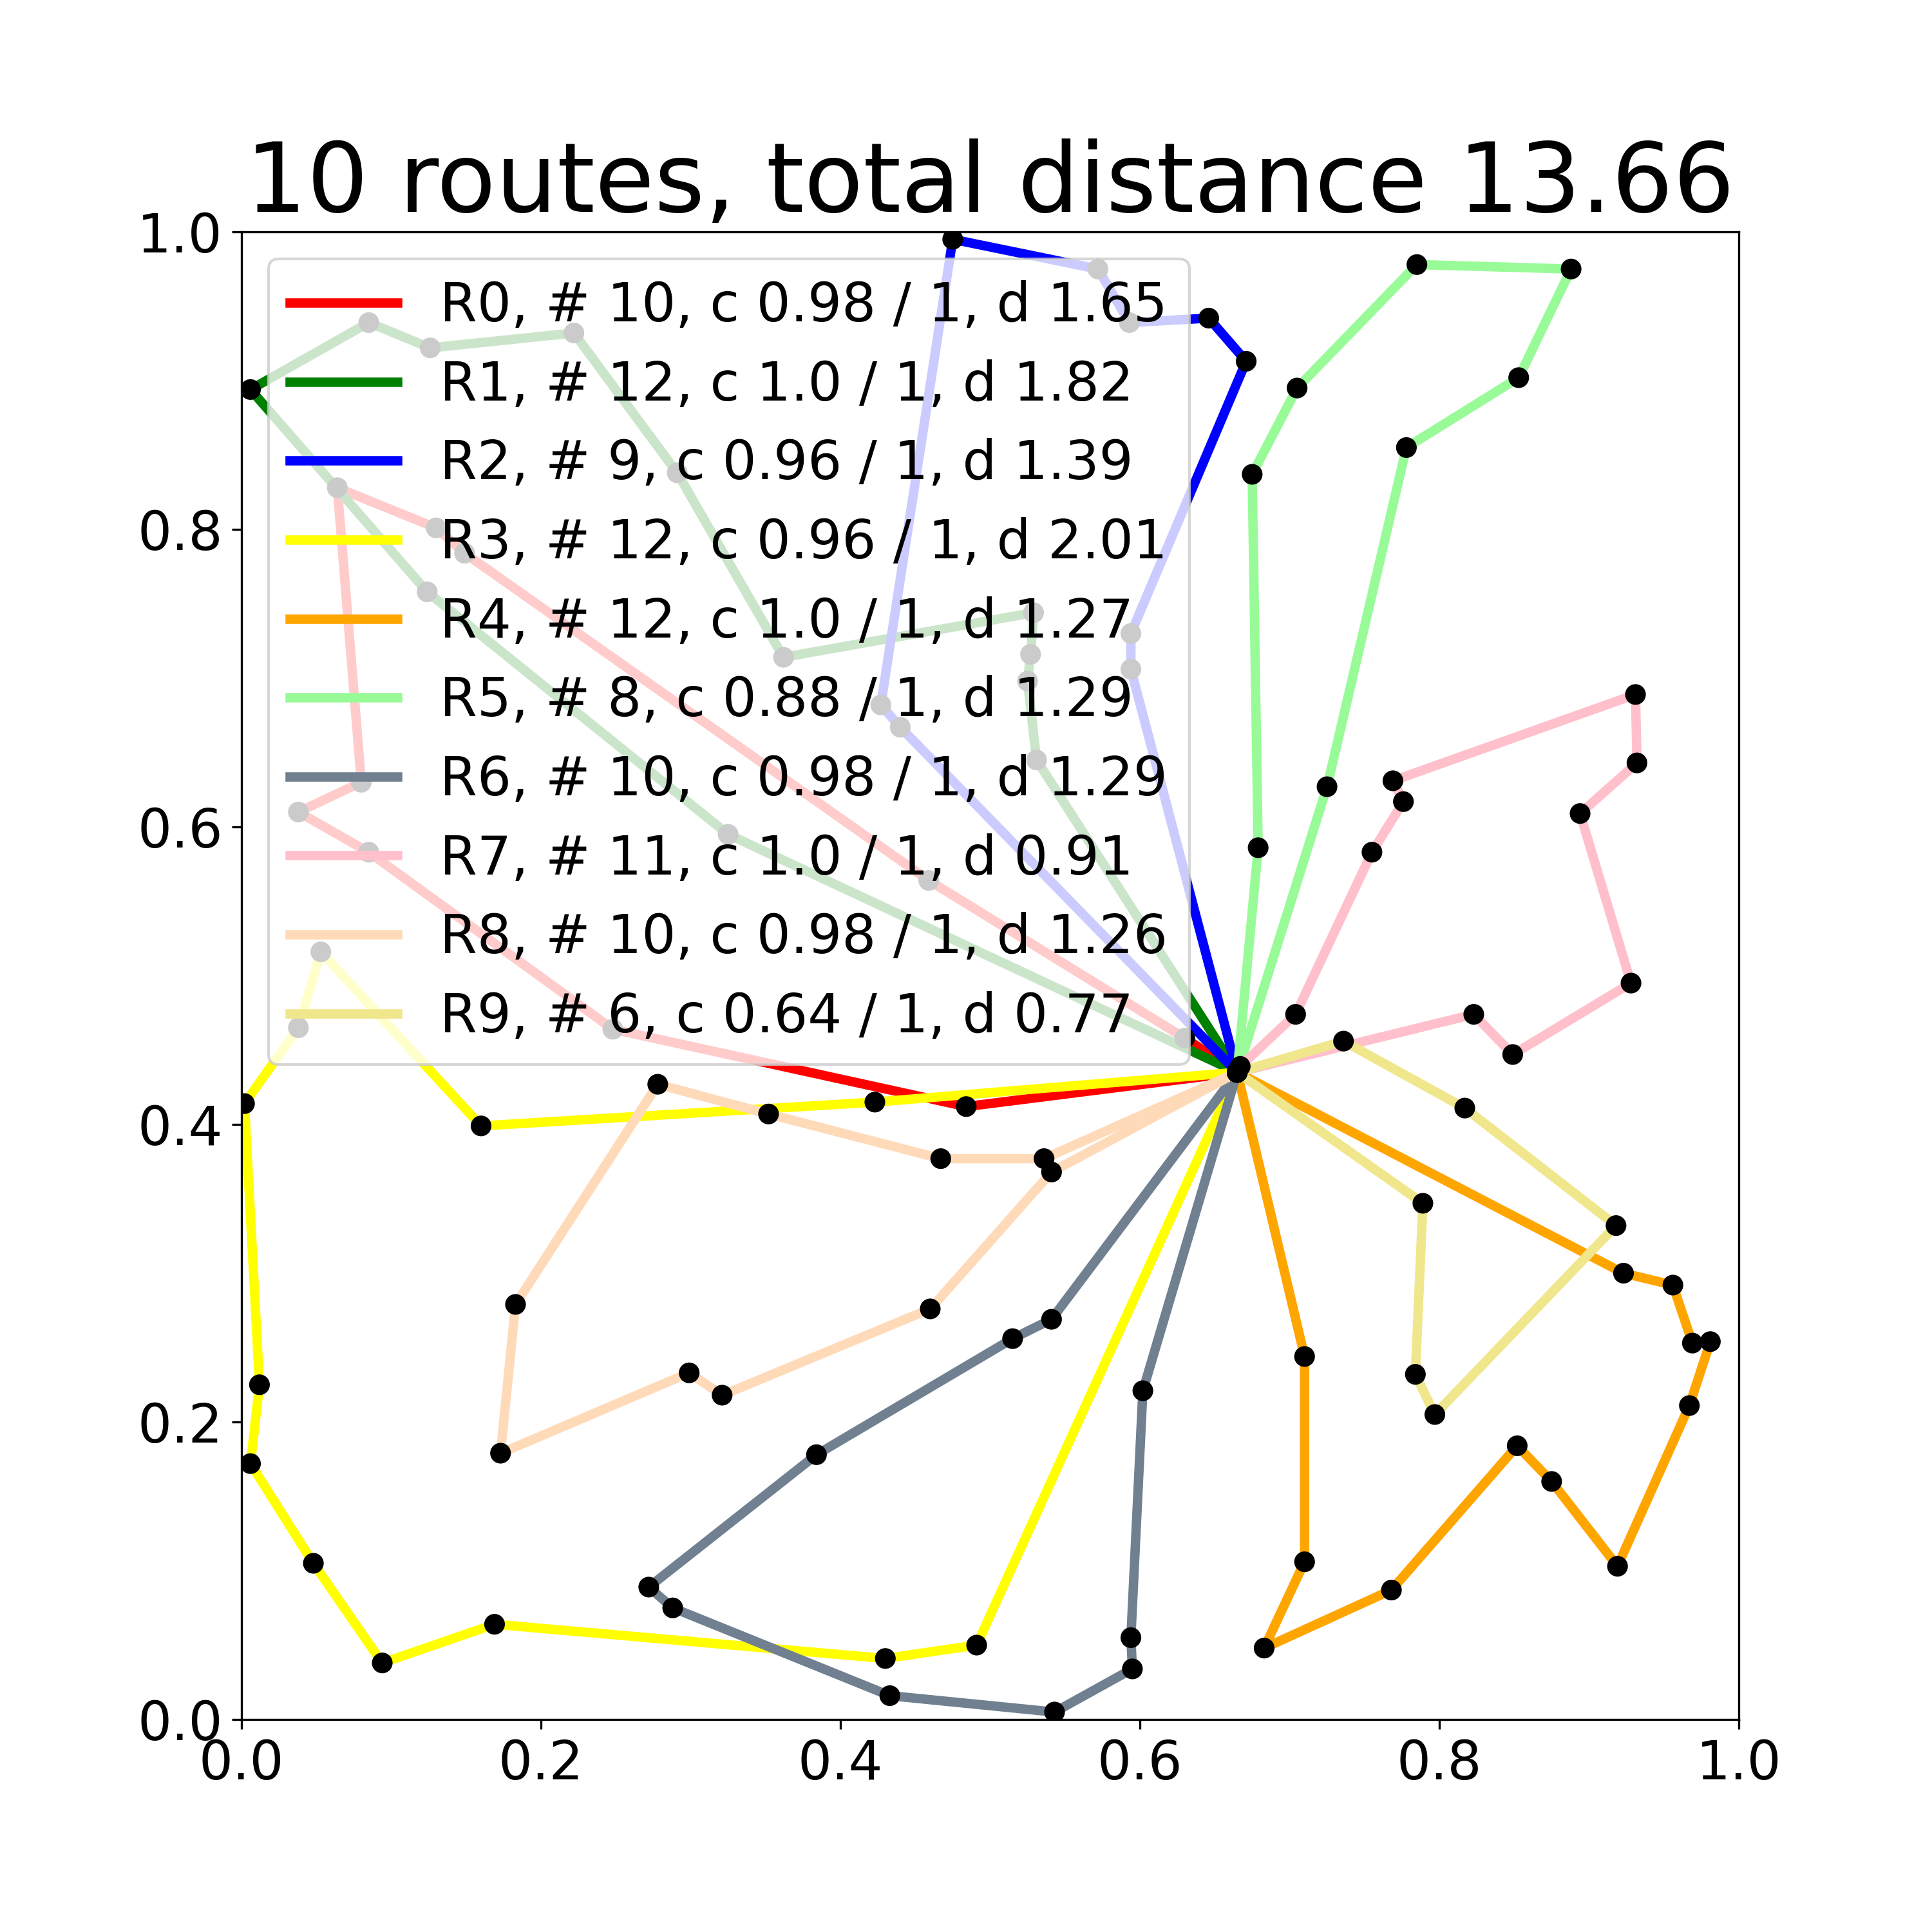 10 routes, total distance 13.66
1.0
0.8
0.6
0.4
0.2
0.0
R0, # 10, c 0.98 / 1, d 1.65
R1, # 12, c 1.0 / 1, d 1.82
R2, # 9, c 0.96 / 1, d 1.39
R3, # 12, c 0.96 / 1, d 2.01
R4, # 12, c 1.0 / 1, d 1.27
R5, # 8, c 0.88 / 1, d 1.29
R6, # 10, c 0.98 / 1, d 1.29
R7, # 11, c 1.0 / 1, d 0.91
R8, # 10, c 0.98 / 1, d 1.26
R9, # 6, c 0.64 / 1, d 0.77
0.0 0.2 0.4 0.6 0.8 1.0